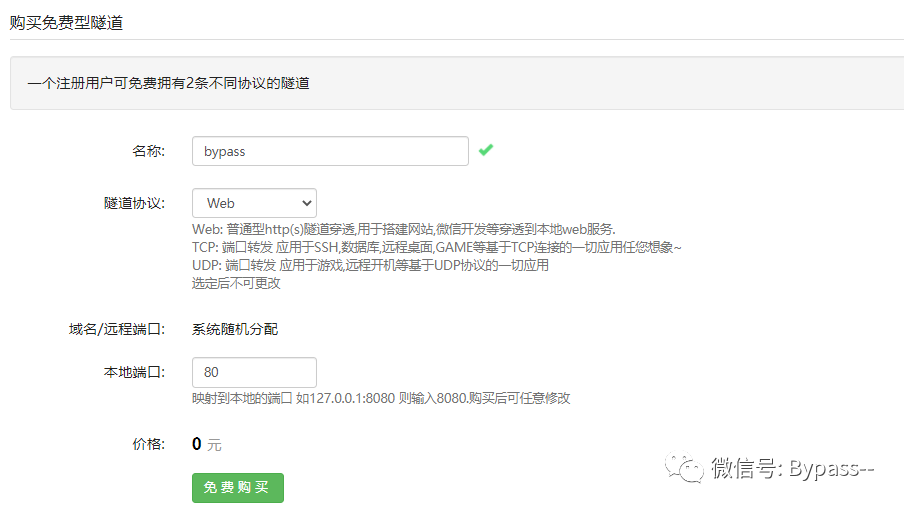 购买免费型隧道
一个注册用户可免费拥有2条不同协议的隧道
名称: bypass
隧道协议: Web
Web: 普通型http(s)隧道穿透,用于搭建网站,微信开发等穿透到本地web服务.
TCP: 端口转发 应用于SSH,数据库,远程桌面,GAME等基于TCP连接的一切应用任您想象~
UDP: 端口转发 应用于游戏,远程开机等基于UDP协议的一切应用
选定后不可更改
域名/远程端口: 系统随机分配
本地端口: 80
映射到本地的端口 如127.0.0.1:8080 则输入8080.购买后可任意修改
价格: 0 元
微信号: Bypass--
免费购买